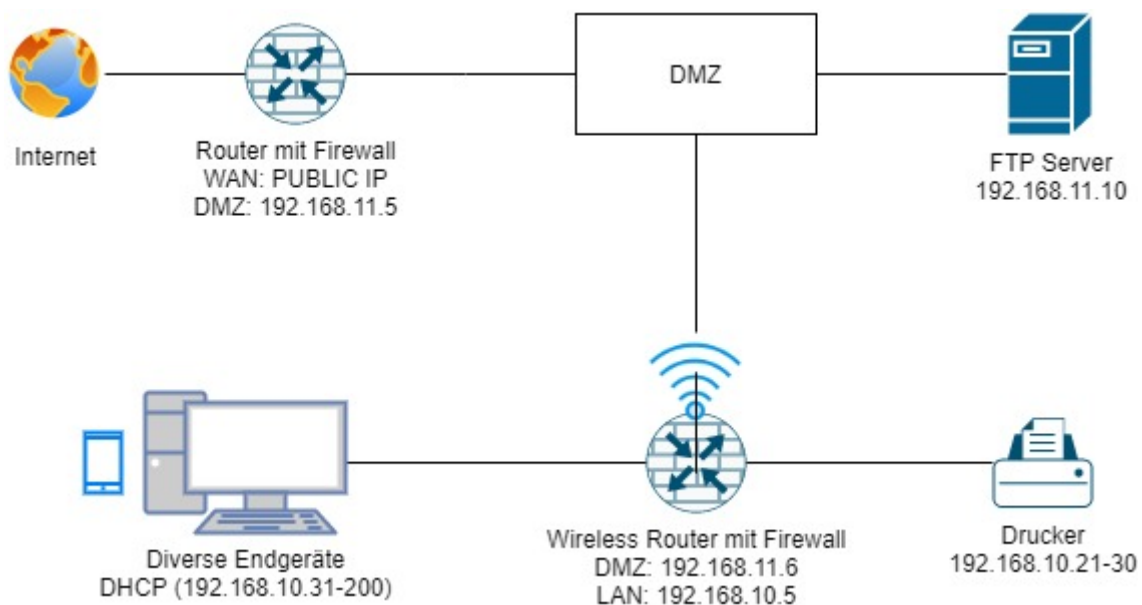 DMZ
Internet
Router mit Firewall
WAN: PUBLIC IP
DMZ: 192.168.11.5
FTP Server
192.168.11.10
Diverse Endgeräte
DHCP (192.168.10.31-200)
Wireless Router mit Firewall
DMZ: 192.168.11.6
LAN: 192.168.10.5
Drucker
192.168.10.21-30